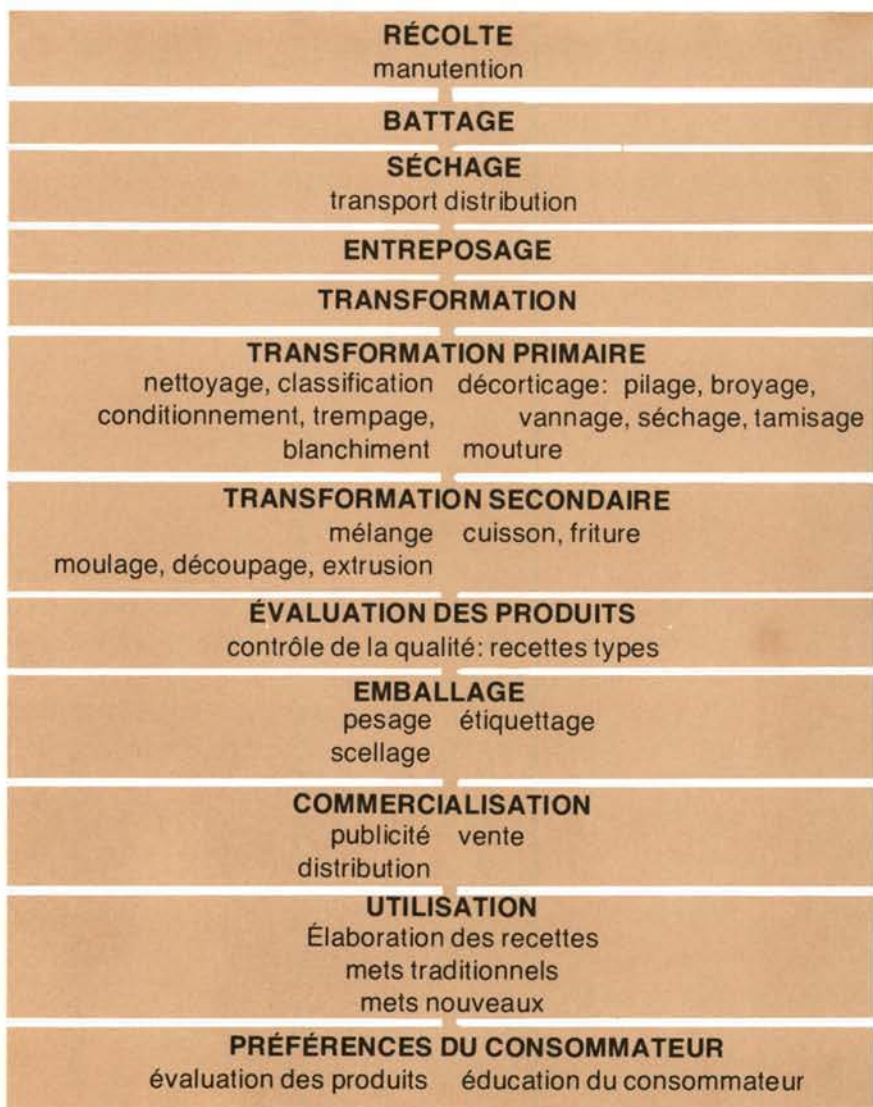 RÉCOLTE
manutention
BATTAGE
SÉCHAGE
transport distribution
ENTREPOSAGE
TRANSFORMATION
TRANSFORMATION PRIMAIRE
nettoyage, classification décorticage: pilage, broyage,
conditionnement, trempage, vannage, séchage, tamisage
blanchiment mouture
TRANSFORMATION SECONDAIRE
mélange cuisson, friture
moulage, découpage, extrusion
ÉVALUATION DES PRODUITS
contrôle de la qualité: recettes types
EMBALLAGE
pesage étiquettage
scellage
COMMERCIALISATION
publicité vente
distribution
UTILISATION
Élaboration des recettes
mets traditionnels
mets nouveaux
PRÉFÉRENCES DU CONSOMMATEUR
évaluation des produits éducation du consommateur